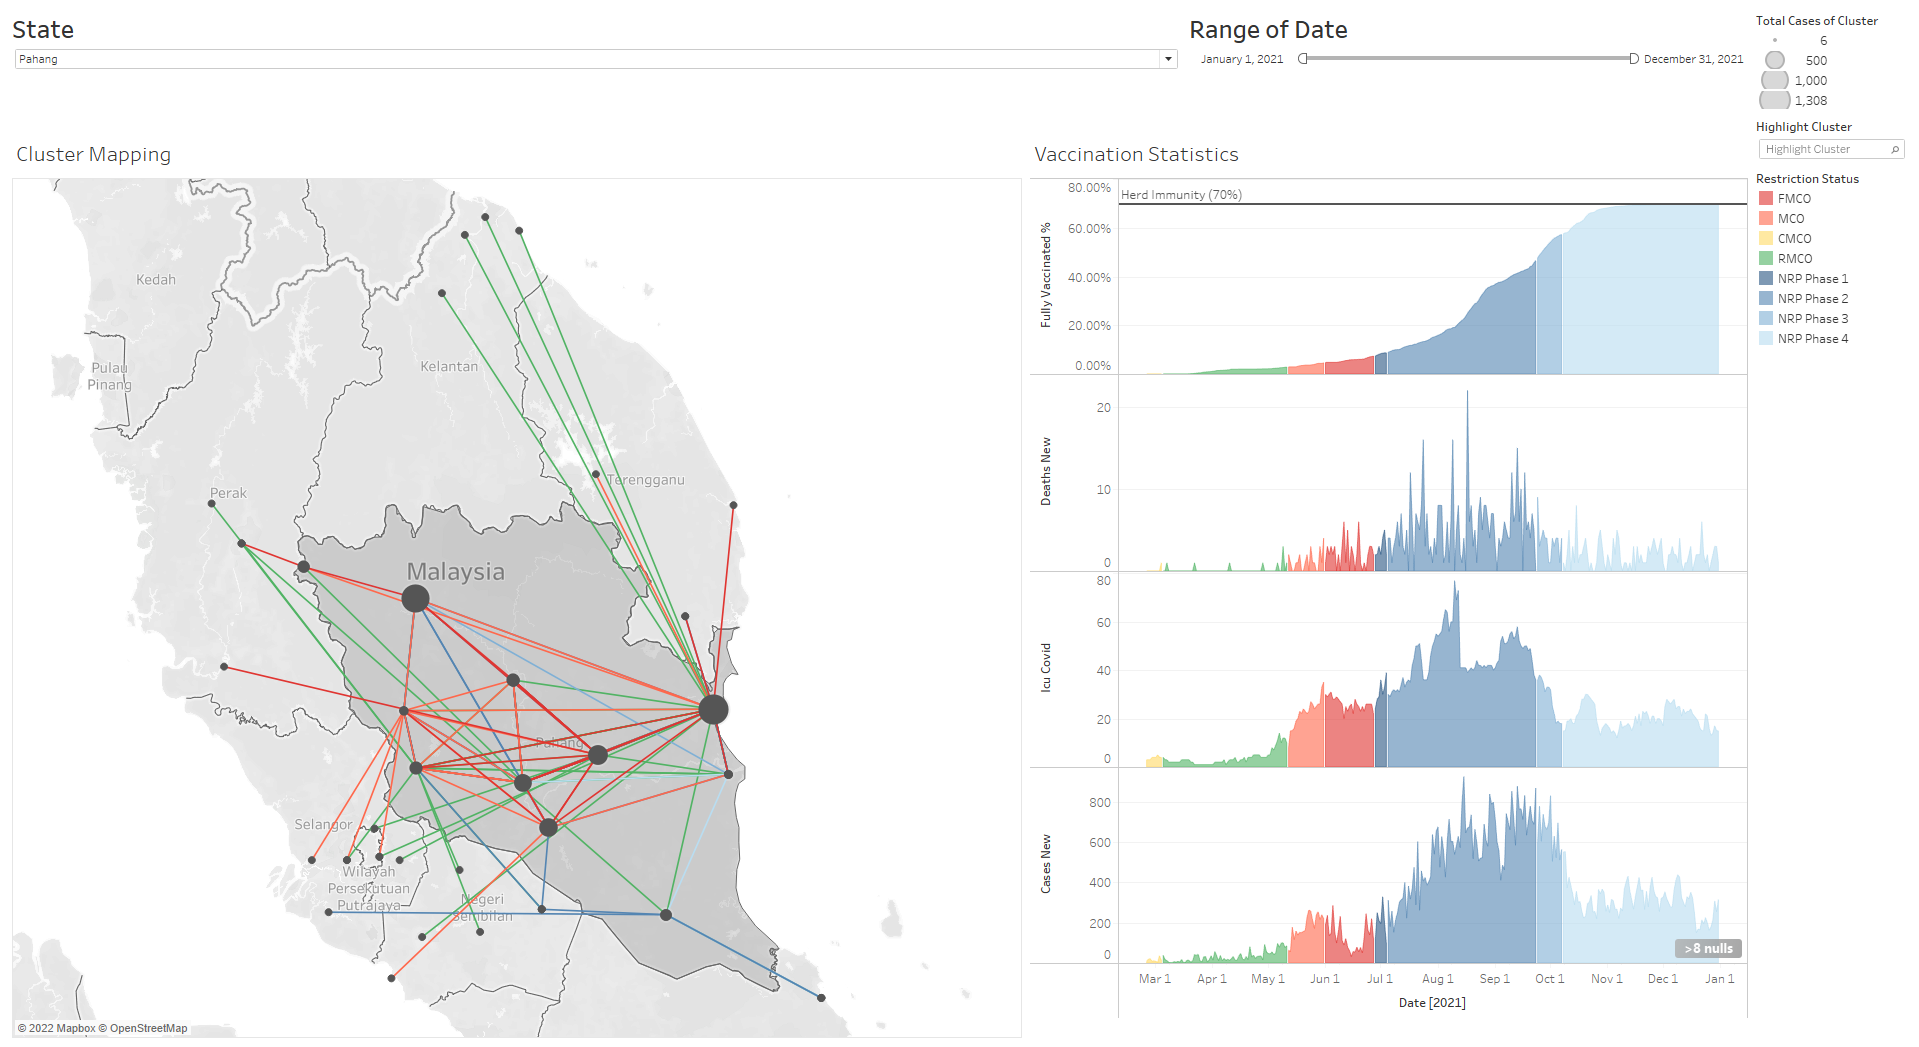 State
Pahang
Range of Date
January 1, 2021
December 31, 2021
Total Cases of Cluster
6
500
1,000
1,308
Highlight Cluster
Highlight Cluster
Restriction Status
FMCO
MCO
CMCO
RMCO
NRP Phase 1
NRP Phase 2
NRP Phase 3
NRP Phase 4
Cluster Mapping
Kedah
Pulau
Pinang
Kelantan
Terengganu
Perak
Malaysia
Pahang
Selangor
Wilayah
Persekutuan
Putrajaya
Negeri
Sembilan
© 2022 Mapbox © OpenStreetMap
Vaccination Statistics
Herd Immunity (70%)
Fully Vaccinated %
80.00%
60.00%
40.00%
20.00%
0.00%
Deaths New
20
10
0
Icu Covid
80
60
40
20
0
Cases New
800
600
400
200
0
>8 nulls
Mar 1
Apr 1
May 1
Jun 1
Jul 1
Aug 1
Sep 1
Oct 1
Nov 1
Dec 1
Jan 1
Date [2021]